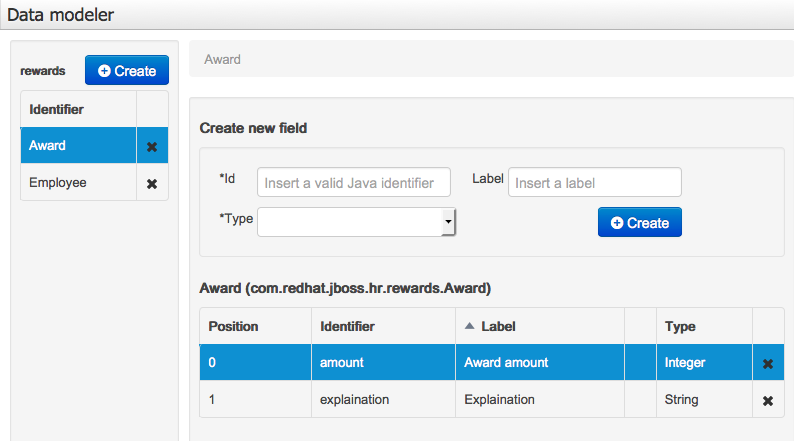 Data modeler
rewards
Create
Identifier
Award
Employee
Award
Create new field
*Id
Insert a valid Java identifier
Label
Insert a label
*Type
Create
Award (com.redhat.jboss.hr.rewards.Award)
Position Identifier Label Type
0 amount Award amount Integer
1 explaination Explaination String